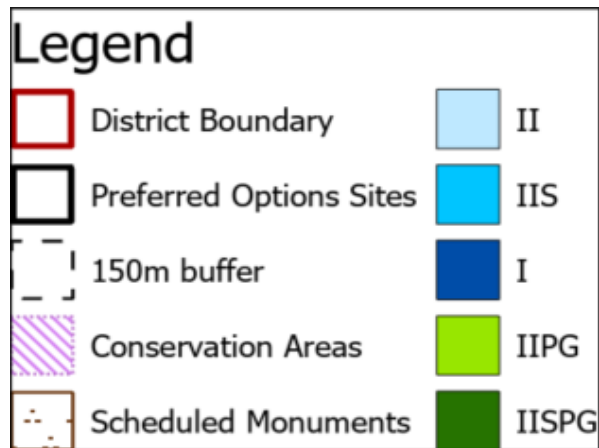 Legend
District Boundary
Preferred Options Sites
150m buffer
Conservation Areas
Scheduled Monuments
II
IIS
I
IIPG
IISPG